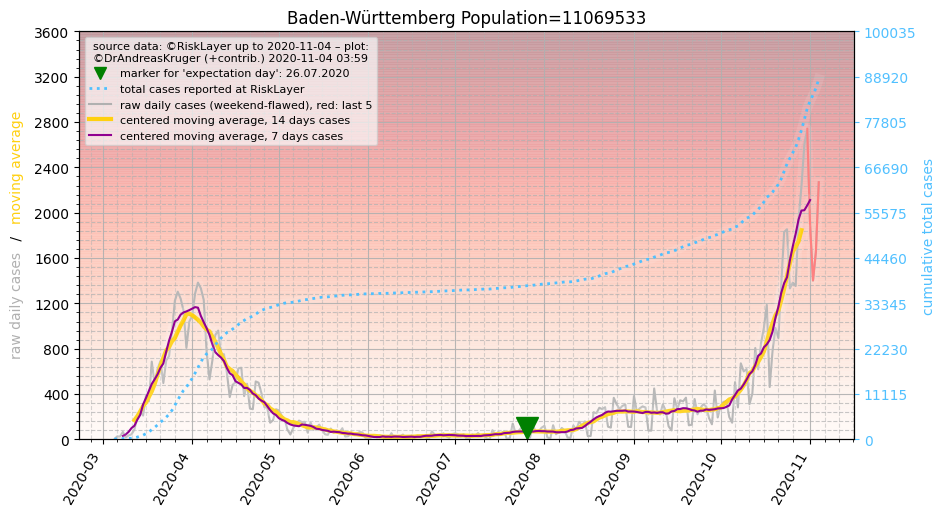 Baden-Württemberg Population=11069533
source data: ©RiskLayer up to 2020-11-04 – plot:
©DrAndreasKruger (+contrib.) 2020-11-04 03:59
marker for 'expectation day': 26.07.2020
total cases reported at RiskLayer
raw daily cases (weekend-flawed), red: last 5
centered moving average, 14 days cases
centered moving average, 7 days cases
raw daily cases / moving average
3600
3200
2800
2400
2000
1600
1200
800
400
0
100035
88920
77805
66690
55575
44460
33345
22230
11115
0
cumulative total cases
2020-03
2020-04
2020-05
2020-06
2020-07
2020-08
2020-09
2020-10
2020-11